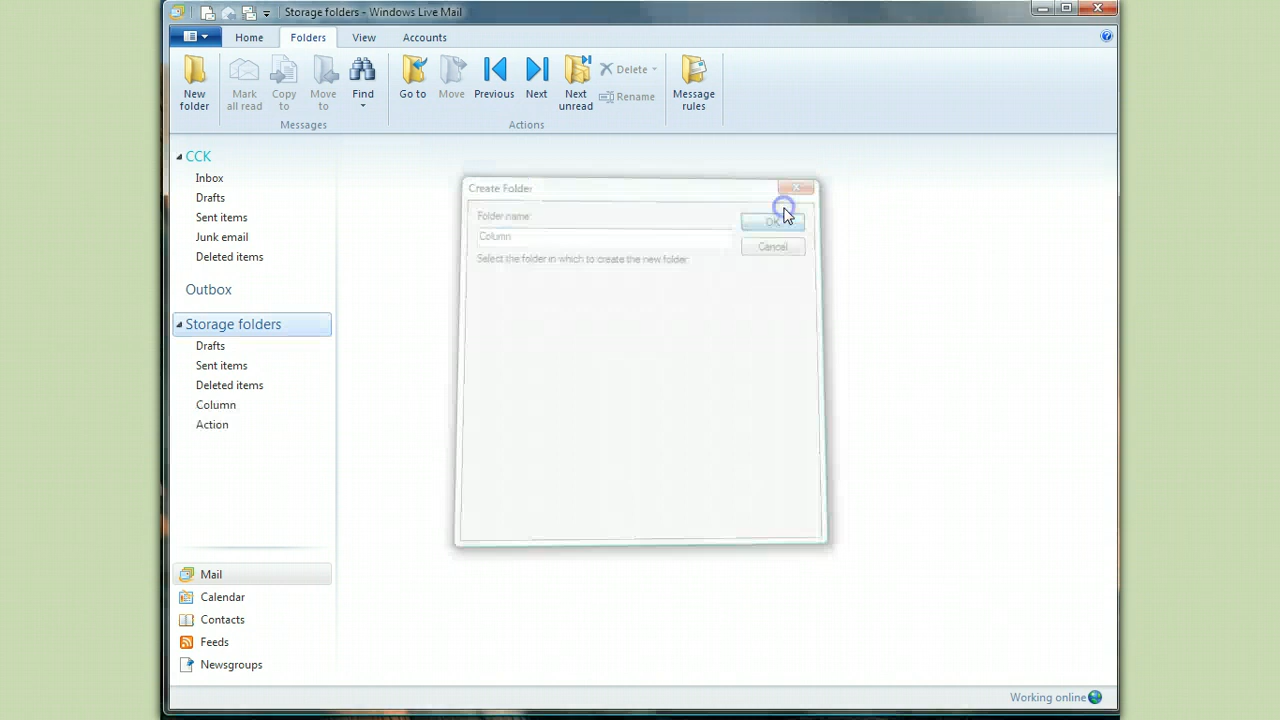 Storage folders - Windows Live Mail
Home
Folders
View
Accounts
New folder
Mark all read
Copy to
Move to
Find
Messages
Go to
Move
Previous
Next
Next unread
Delete
Rename
Actions
Message rules
CCK
Inbox
Drafts
Sent items
Junk email
Deleted items
Outbox
Storage folders
Drafts
Sent items
Deleted items
Column
Action
Create Folder
Folder name:
OK
Column
Cancel
Select the folder in which to create the new folder:
Mail
Calendar
Contacts
Feeds
Newsgroups
Working online